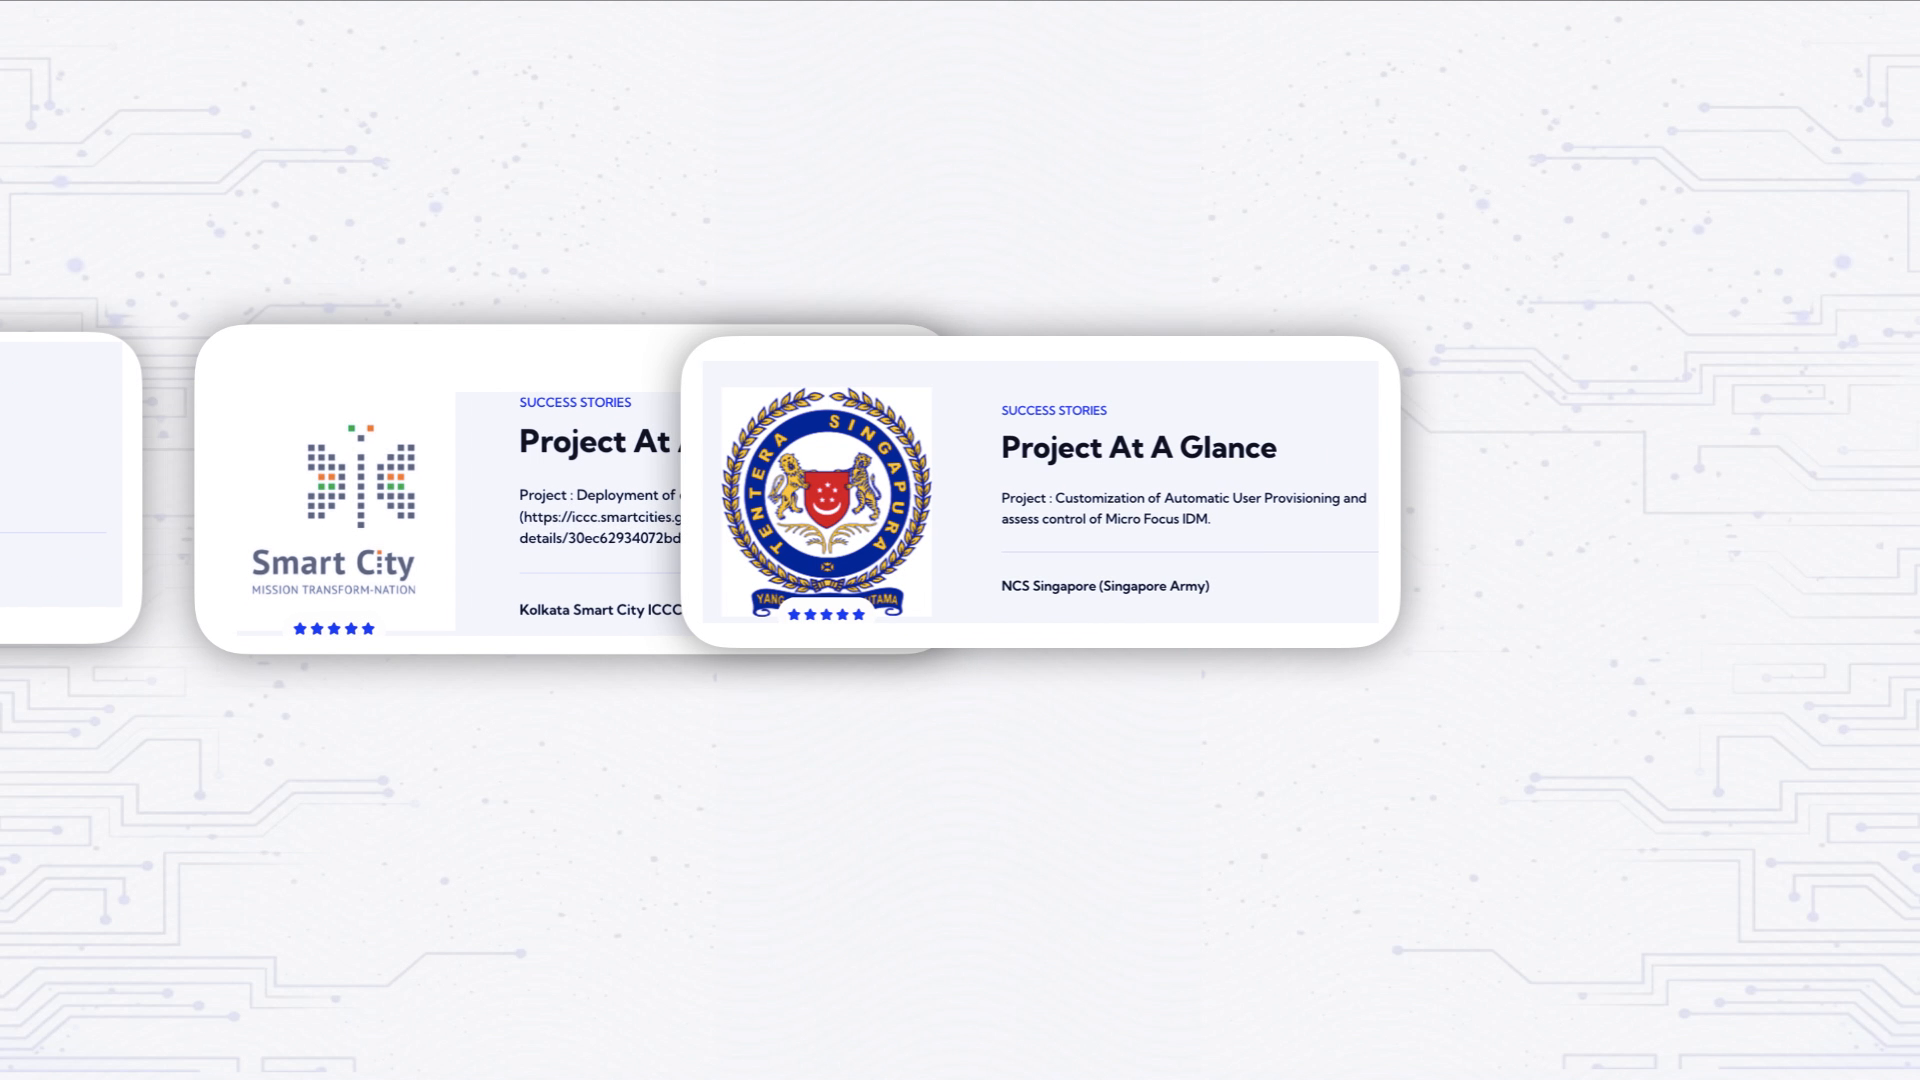 Smart City
MISSION TRANSFORM-NATION
SUCCESS STORIES
Project At
Project : Deployment of
(https://iccc.smartcities.g
details/30ec62934072bd
Kolkata Smart City ICCC
TENTERA SINGAPURA
SUCCESS STORIES
Project At A Glance
Project : Customization of Automatic User Provisioning and
assess control of Micro Focus IDM.
NCS Singapore (Singapore Army)